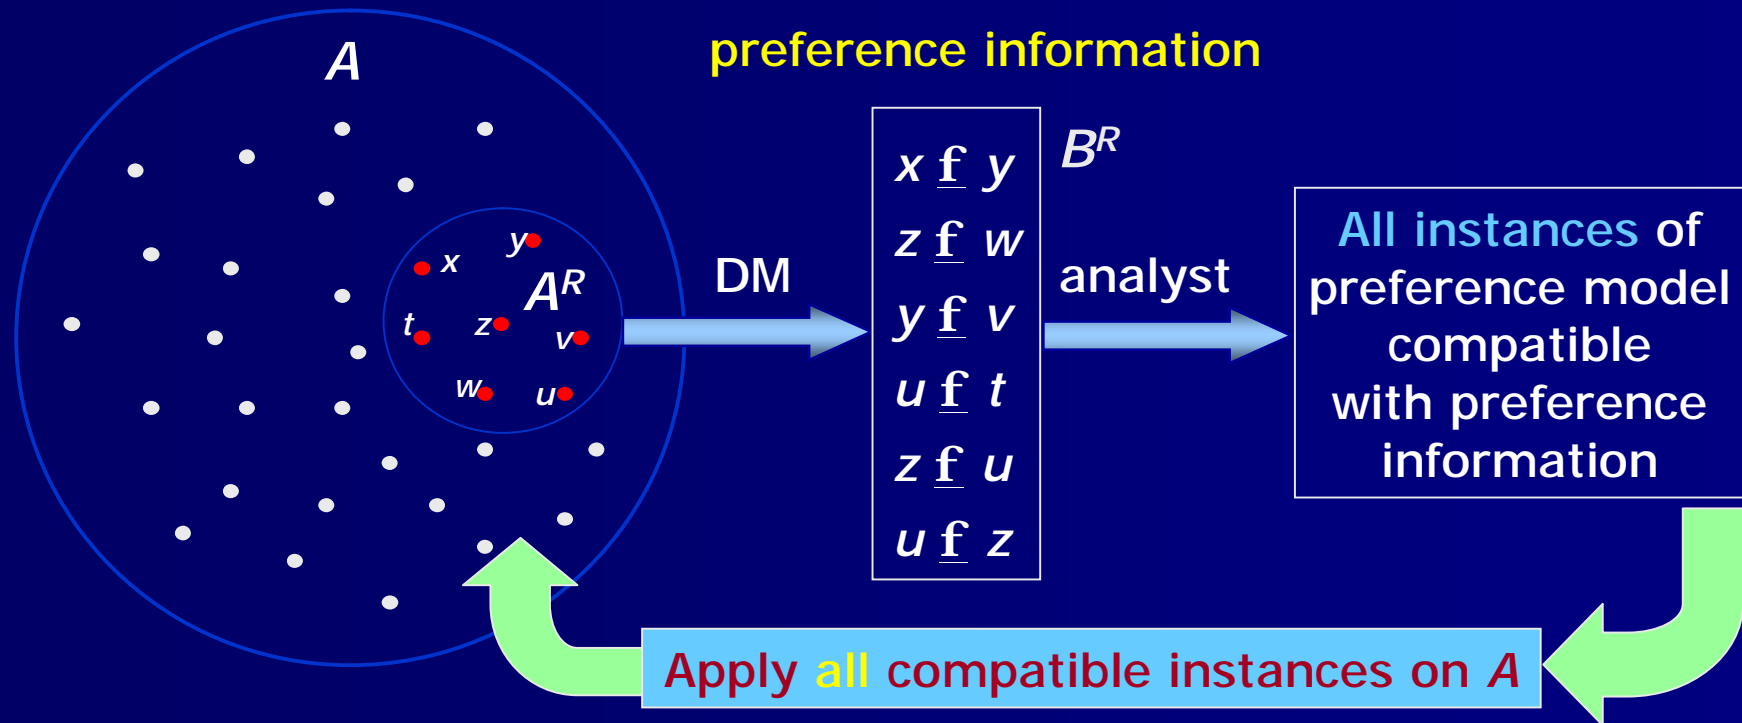 preference information
A
x f y
B^R
z f w
y f v
u f t
z f u
u f z
y
x
A^R
t
z
v
w
u
DM
analyst
All instances of
preference model
compatible
with preference
information
Apply all compatible instances on A